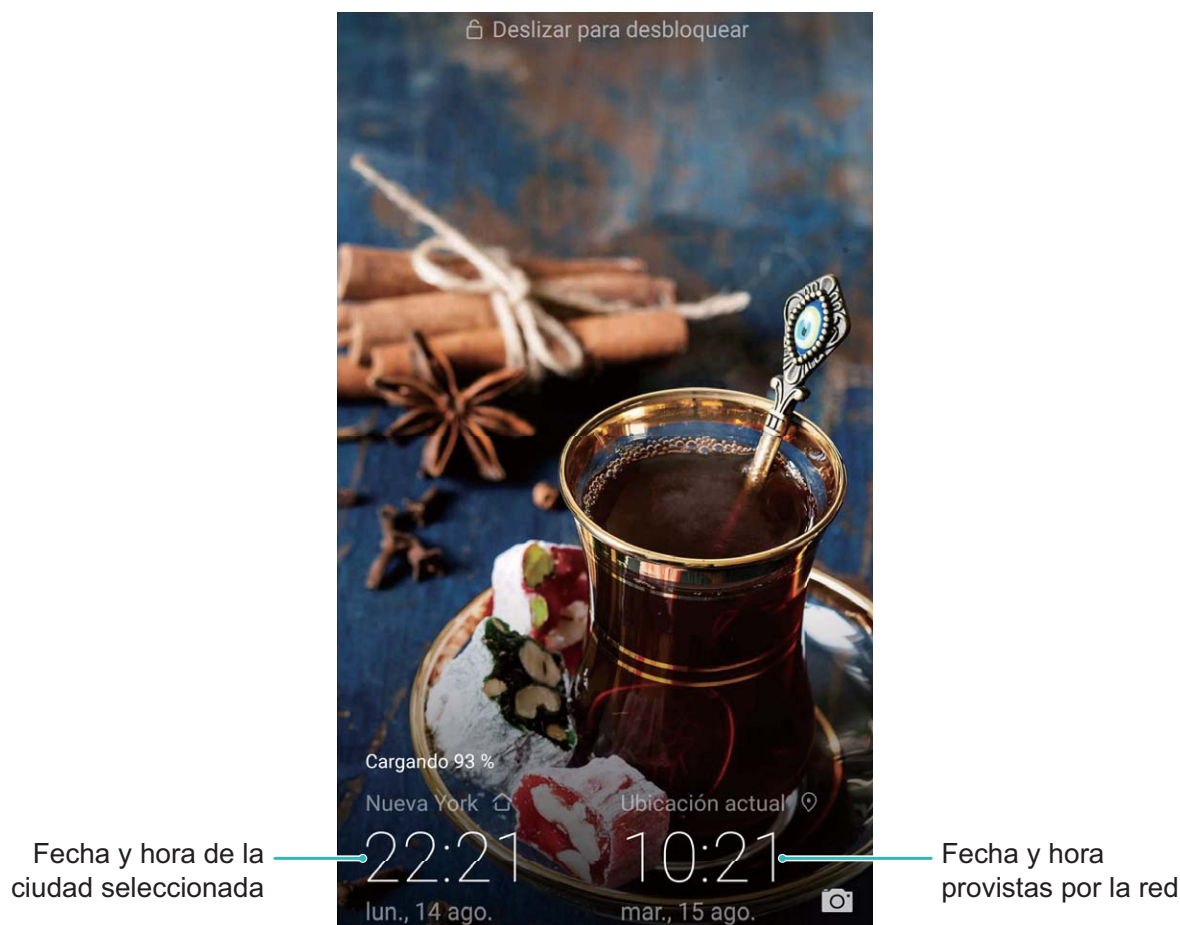 Deslizar para desbloquear
Cargando 93 %
Nueva York
Ubicación actual
22:21
10:21
lun., 14 ago.
mar., 15 ago.
Fecha y hora de la
ciudad seleccionada
Fecha y hora
provistas por la red